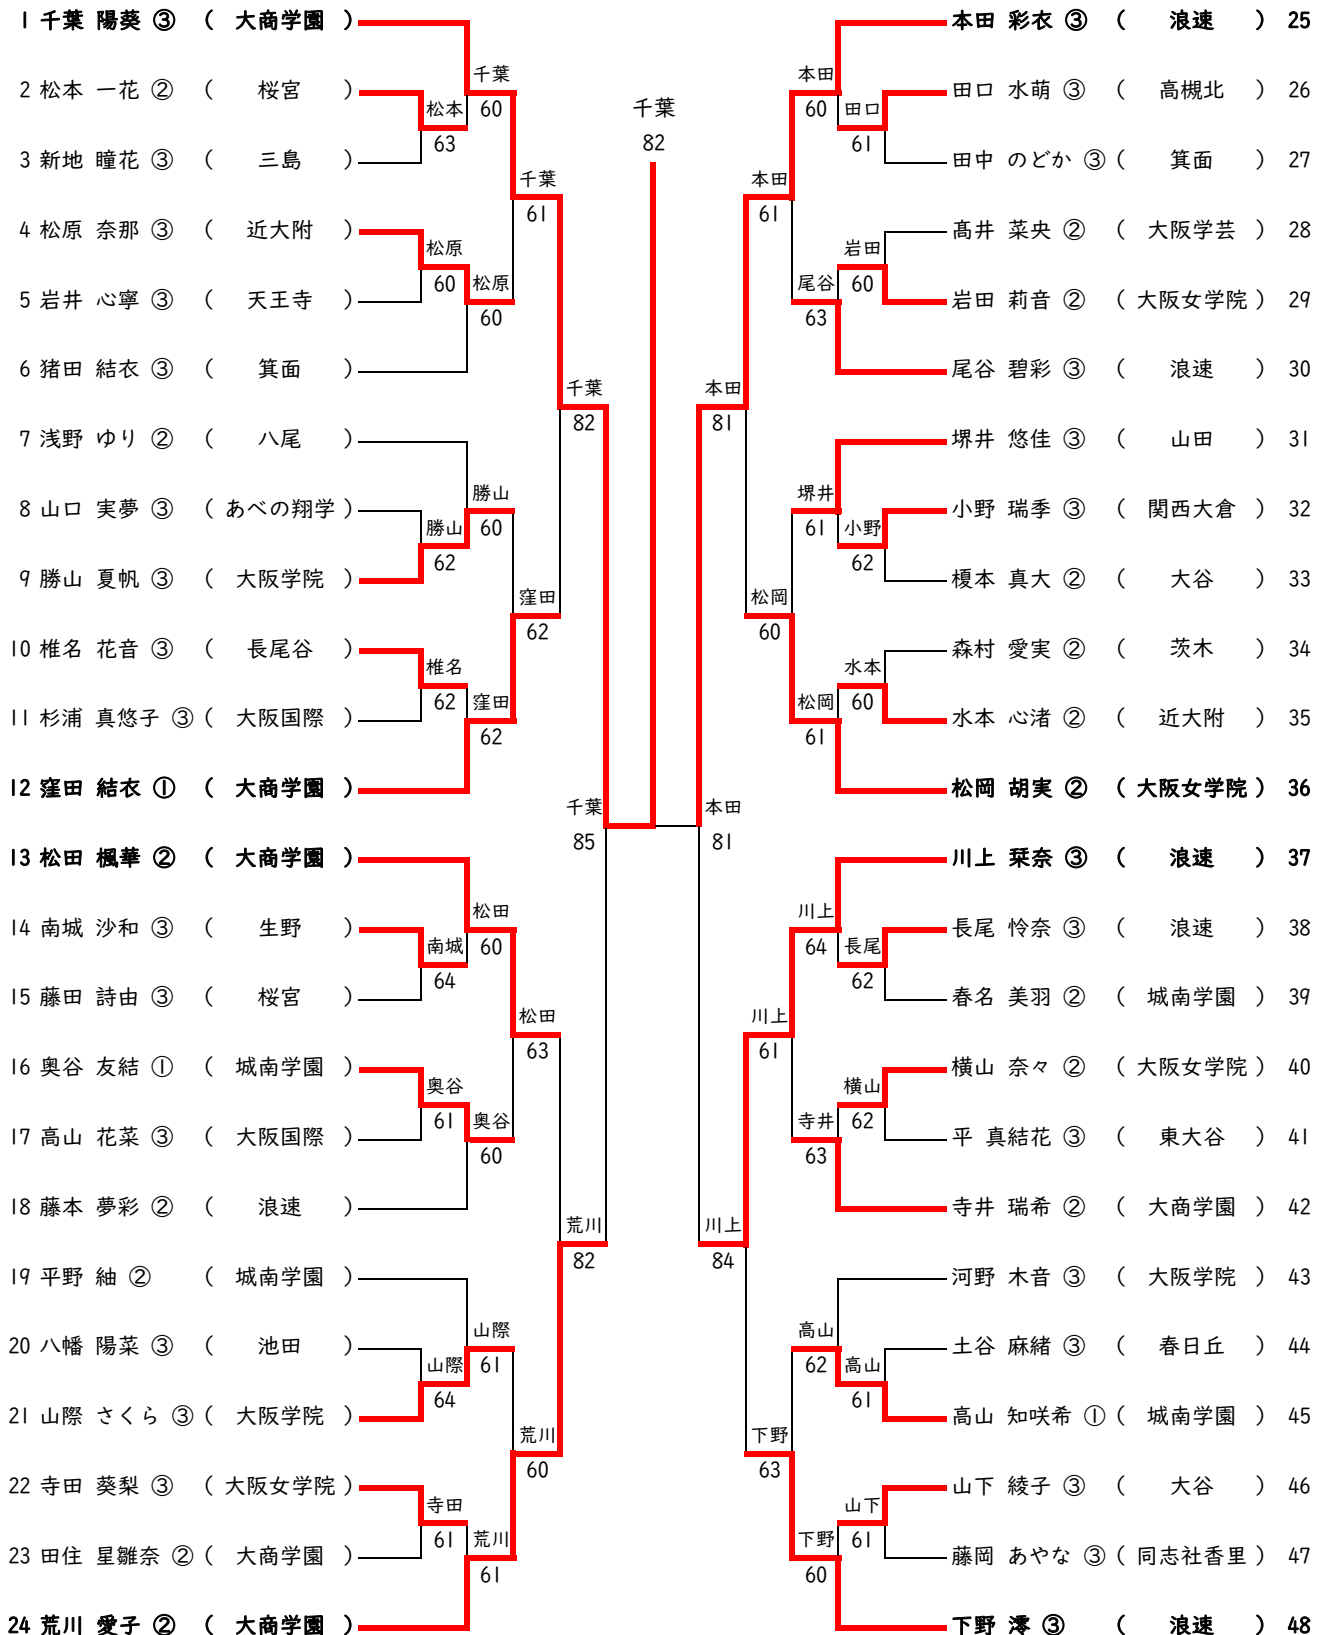 1 千葉 陽葵 ③ ( 大商学園 )
2 松本 一花 ② ( 桜宮 )
3 新地 瞳花 ③ ( 三島 )
4 松原 奈那 ③ ( 近大附 )
5 岩井 心寧 ③ ( 天王寺 )
6 猪田 結衣 ③ ( 箕面 )
7 浅野 ゆり ② ( 八尾 )
8 山口 実夢 ③ ( あべの翔学 )
9 勝山 夏帆 ③ ( 大阪学院 )
10 椎名 花音 ③ ( 長尾谷 )
11 杉浦 真悠子 ③ ( 大阪国際 )
12 窪田 結衣 ① ( 大商学園 )
13 松田 楓華 ② ( 大商学園 )
14 南城 沙和 ③ ( 生野 )
15 藤田 詩由 ③ ( 桜宮 )
16 奥谷 友結 ① ( 城南学園 )
17 高山 花菜 ③ ( 大阪国際 )
18 藤本 夢彩 ② ( 浪速 )
19 平野 紬 ② ( 城南学園 )
20 八幡 陽菜 ③ ( 池田 )
21 山際 さくら ③ ( 大阪学院 )
22 寺田 葵梨 ③ ( 大阪女学院 )
23 田住 星雛奈 ② ( 大商学園 )
24 荒川 愛子 ② ( 大商学園 )
松本
63
松原
60
勝山
62
椎名
62
南城
64
奥谷
61
山際
64
寺田
61
千葉
60
松原
60
勝山
60
窪田
62
松田
60
奥谷
60
山際
61
荒川
61
千葉
61
窪田
62
松田
63
荒川
60
千葉
82
荒川
82
千葉
85
千葉
82
本田
81
本田
81
川上
84
本田
61
松岡
60
川上
61
下野
63
本田
60
尾谷
63
堺井
61
松岡
61
川上
64
寺井
63
高山
62
下野
60
田口
61
岩田
60
小野
62
水本
60
長尾
62
横山
62
高山
61
山下
61
本田 彩衣 ③ ( 浪速 ) 25
田口 水萌 ③ ( 高槻北 ) 26
田中 のどか ③ ( 箕面 ) 27
髙井 菜央 ② ( 大阪学芸 ) 28
岩田 莉音 ② ( 大阪女学院 ) 29
尾谷 碧彩 ③ ( 浪速 ) 30
堺井 悠佳 ③ ( 山田 ) 31
小野 瑞季 ③ ( 関西大倉 ) 32
榎本 真大 ② ( 大谷 ) 33
森村 愛実 ② ( 茨木 ) 34
水本 心渚 ② ( 近大附 ) 35
松岡 胡実 ② ( 大阪女学院 ) 36
川上 琹奈 ③ ( 浪速 ) 37
長尾 怜奈 ③ ( 浪速 ) 38
春名 美羽 ② ( 城南学園 ) 39
横山 奈々 ② ( 大阪女学院 ) 40
平 真結花 ③ ( 東大谷 ) 41
寺井 瑞希 ② ( 大商学園 ) 42
河野 木音 ③ ( 大阪学院 ) 43
土谷 麻緒 ③ ( 春日丘 ) 44
高山 知咲希 ① ( 城南学園 ) 45
山下 綾子 ③ ( 大谷 ) 46
藤岡 あやな ③ ( 同志社香里 ) 47
下野 澪 ③ ( 浪速 ) 48